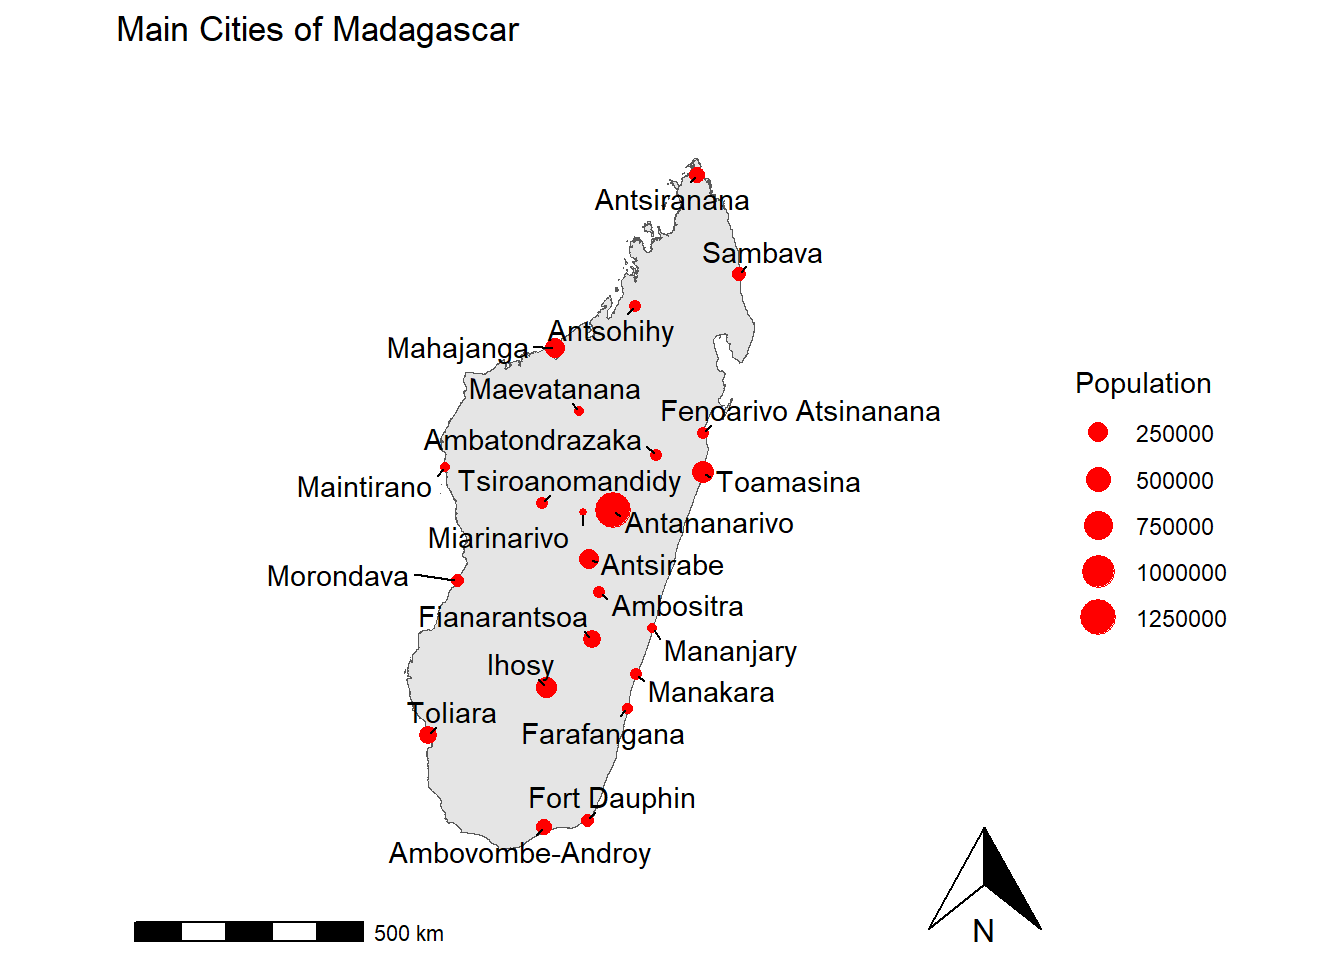 Main Cities of Madagascar
Antsiranana
Sambava
Antsohihy
Mahajanga
Maevatanana
Fenoarivo Atsinanana
Ambatondrazaka
Maintirano
Tsiroanomandidy
Toamasina
Antananarivo
Miarinarivo
Antsirabe
Morondava
Ambositra
Fianarantsoa
Mananjary
Ihosy
Manakara
Toliara
Farafangana
Fort Dauphin
Ambovombe-Androy
Population
250000
500000
750000
1000000
1250000
500 km
N